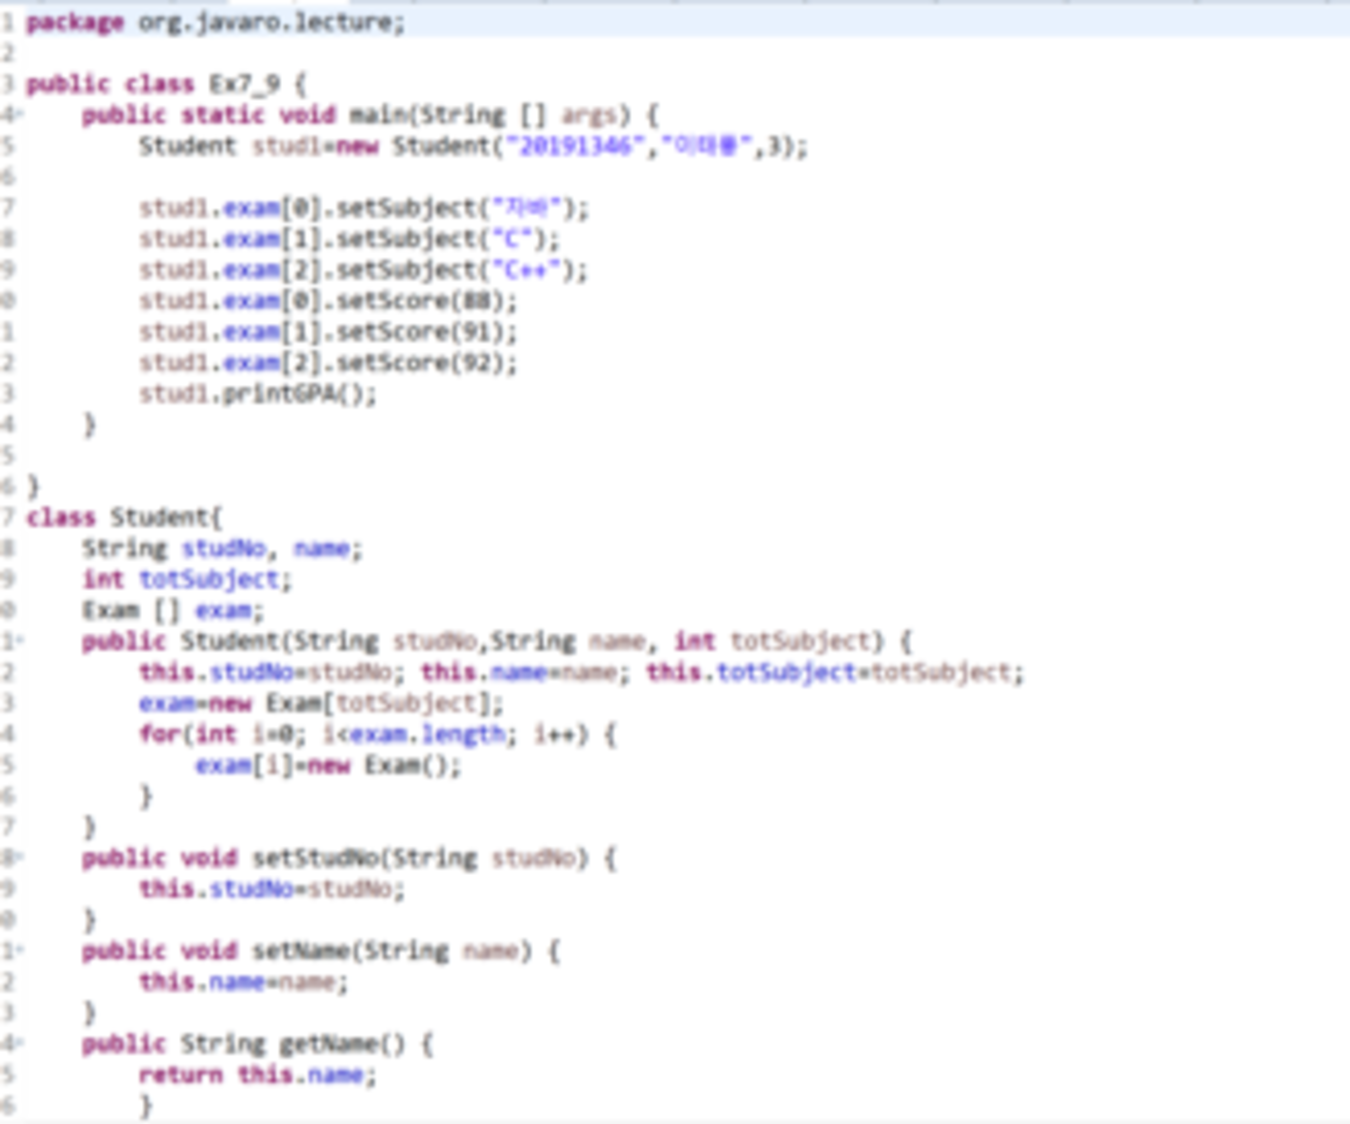 1 package org.javaro.lecture;
2
3 public class Ex7_9 {
4 public static void main(String [] args) {
5 Student stud1=new Student("20191346","이태풍",3);
6
7 stud1.exam[0].setSubject("자바");
8 stud1.exam[1].setSubject("C");
9 stud1.exam[2].setSubject("C++");
0 stud1.exam[0].setScore(88);
1 stud1.exam[1].setScore(91);
2 stud1.exam[2].setScore(92);
3 stud1.printGPA();
4 }
5
6 }
7 class Student{
8 String studNo, name;
9 int totSubject;
0 Exam [] exam;
1 public Student(String studNo,String name, int totSubject) {
2 this.studNo=studNo; this.name=name; this.totSubject=totSubject;
3 exam=new Exam[totSubject];
4 for(int i=0; i<exam.length; i++) {
5 exam[i]=new Exam();
6 }
7 }
8 public void setStudNo(String studNo) {
9 this.studNo=studNo;
0 }
1 public void setName(String name) {
2 this.name=name;
3 }
4 public String getName() {
5 return this.name;
6 }